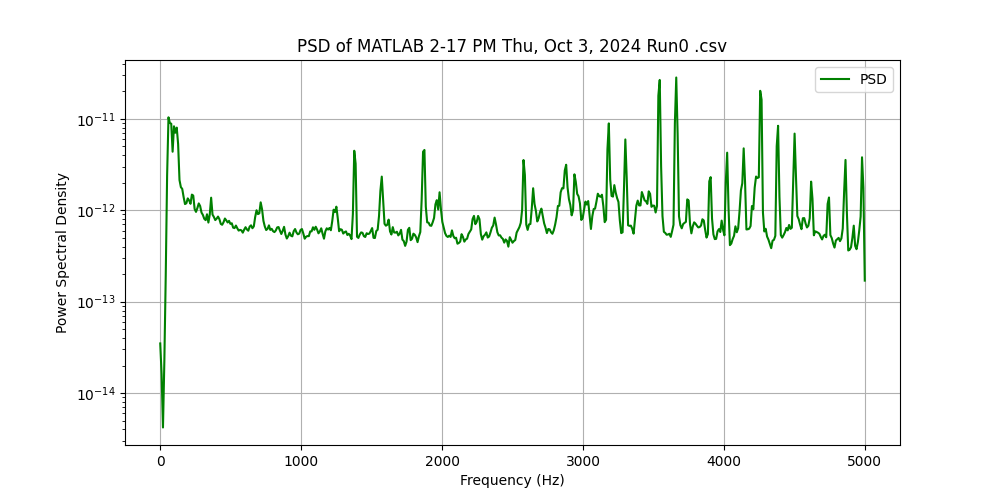 PSD of MATLAB 2-17 PM Thu, Oct 3, 2024 Run0 .csv
PSD
10⁻¹¹
10⁻¹²
10⁻¹³
10⁻¹⁴
Power Spectral Density
0 1000 2000 3000 4000 5000
Frequency (Hz)